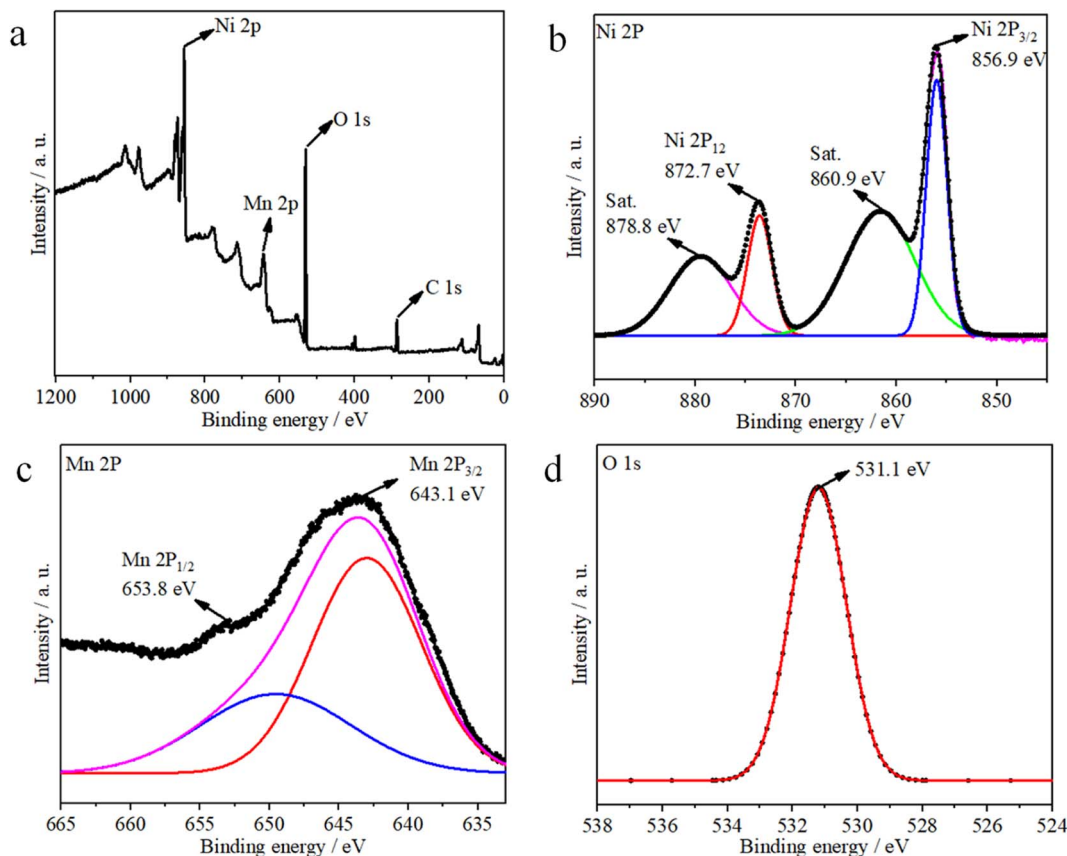 a
Ni 2p
O 1s
Mn 2p
C 1s
Intensity / a. u.
1200 1000 800 600 400 200 0
Binding energy / eV
b
Ni 2P
Ni 2P3/2
856.9 eV
Ni 2P12
872.7 eV
Sat.
860.9 eV
Sat.
878.8 eV
Intensity / a. u.
890 880 870 860 850
Binding energy / eV
c
Mn 2P
Mn 2P3/2
643.1 eV
Mn 2P1/2
653.8 eV
Intensity / a. u.
665 660 655 650 645 640 635
Binding energy / eV
d
O 1s
531.1 eV
Intensity / a. u.
538 536 534 532 530 528 526 524
Binding energy / eV